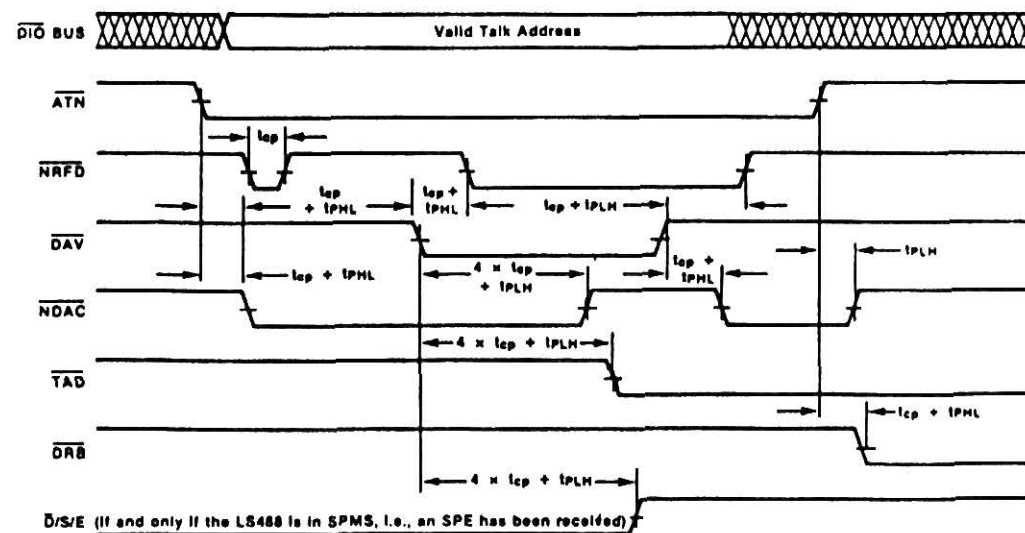 DIO BUS
Valid Talk Address
ATN
tcp
NRFD
tcp
+ tPHL
tcp +
tPHL
tcp + tPLH
DAV
tPLH
tcp + tPHL
4 × tcp
+ tPLH
tcp +
tPHL
NDAC
4 × tcp + tPLH
TAD
tcp + tPHL
DRB
4 × tcp + tPLH
D/S/E (If and only if the LS488 is in SPMS, i.e., an SPE has been received)